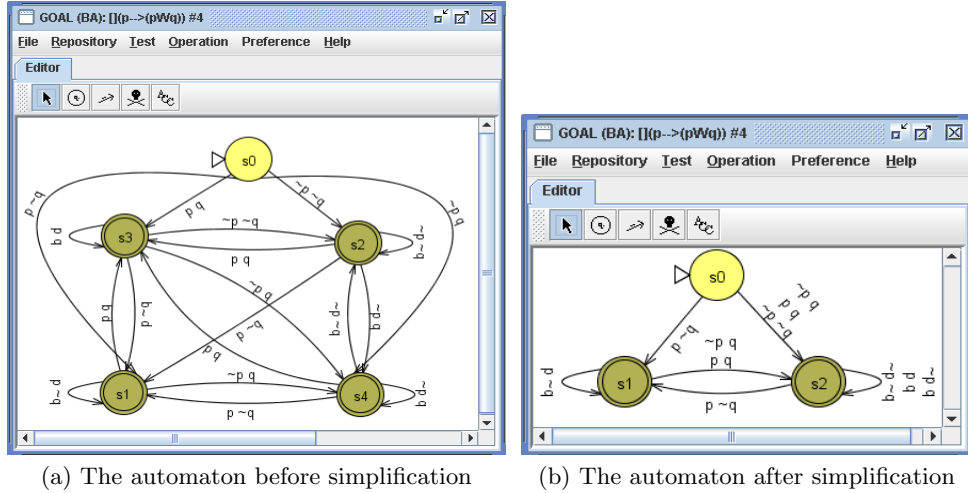 GOAL (BA): [](p-->(pWq)) #4
File Repository Test Operation Preference Help
Editor
Acc
s0
p ~q
~p q
p q
~p ~q
s3
b d
~p ~q
p q
s2
b~ d~
p q
p ~q
~p q
p ~q
p q
b~ d~
b d~
s1
b~ d
~p q
p ~q
s4
b d~
(a) The automaton before simplification
GOAL (BA): [](p-->(pWq)) #4
File Repository Test Operation Preference Help
Editor
Acc
s0
p ~q
~p q
p q
~p ~q
s1
b~ d
~p q
p q
p ~q
s2
b~ d~
b d
b d~
(b) The automaton after simplification